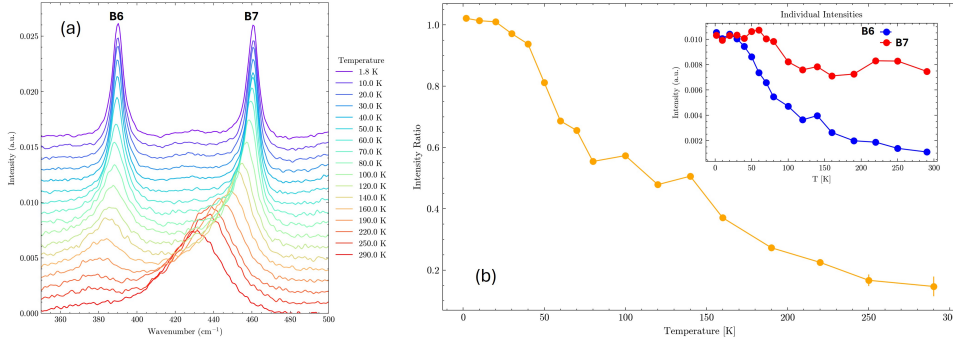 (a)
B6
B7
0.025
0.020
0.015
0.010
0.005
0.000
Intensity (a.u.)
360
380
400
420
440
460
480
500
Wavenumber (cm⁻¹)
Temperature
1.8 K
10.0 K
20.0 K
30.0 K
40.0 K
50.0 K
60.0 K
70.0 K
80.0 K
100.0 K
120.0 K
140.0 K
160.0 K
190.0 K
220.0 K
250.0 K
290.0 K
1.0
0.8
0.6
0.4
0.2
Intensity Ratio
0
50
100
150
200
250
300
Temperature [K]
(b)
Individual Intensities
B6
B7
0.010
0.008
0.006
0.004
0.002
Intensity (a.u.)
0
50
100
150
200
250
300
T [K]